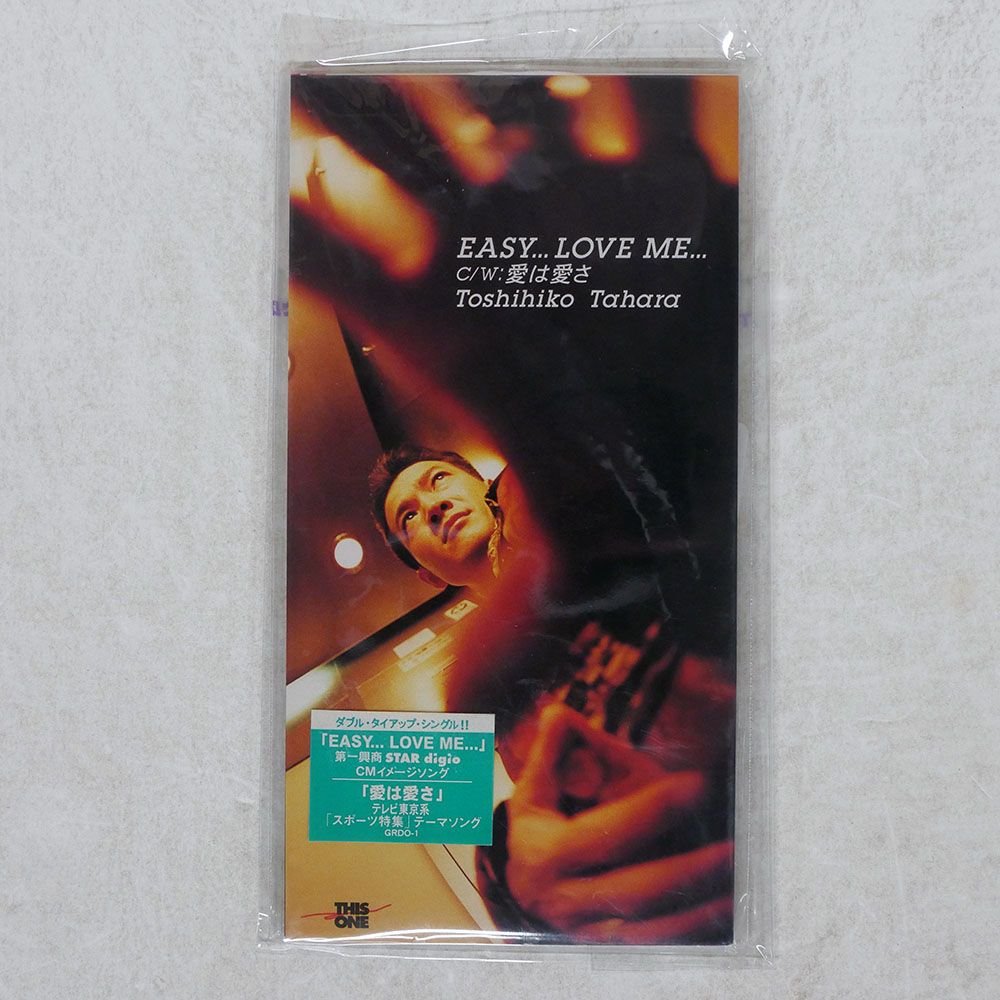 EASY... LOVE ME...
C/W:愛は愛さ
Toshihiko Tahara
ダブル・タイアップ・シングル!!
「EASY... LOVE ME...」
第一興商 STAR digio
CMイメージソング
「愛は愛さ」
テレビ東京系
「スポーツ特集」テーマソング
GRDO-1
THIS
ONE